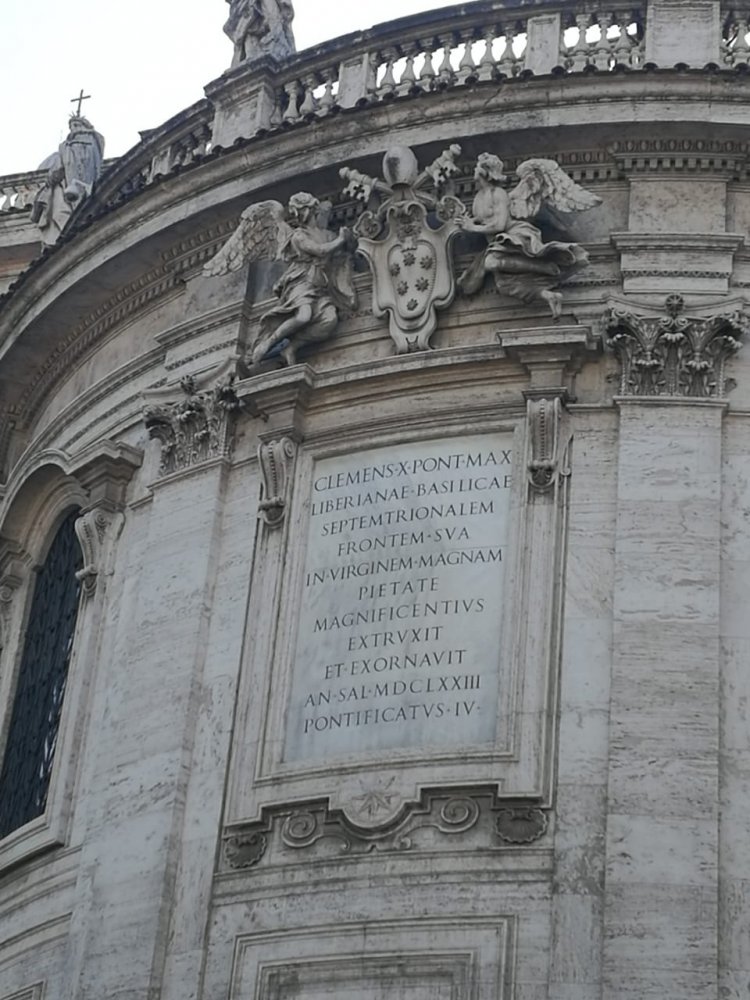 CLEMENS·X·PONT·MAX
LIBERIANAE·BASILICAE
SEPTEMTRIONALEM
FRONTEM·SVA
IN·VIRGINEM·MAGNAM
PIETATE
MAGNIFICENTIVS
EXTRVXIT
ET·EXORNAVIT
AN·SAL·MDCLXXIII
PONTIFICATVS·IV·